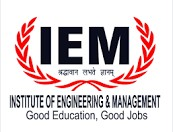 IEM
श्रद्धावान लभते ज्ञानम्
INSTITUTE OF ENGINEERING & MANAGEMENT
Good Education, Good Jobs